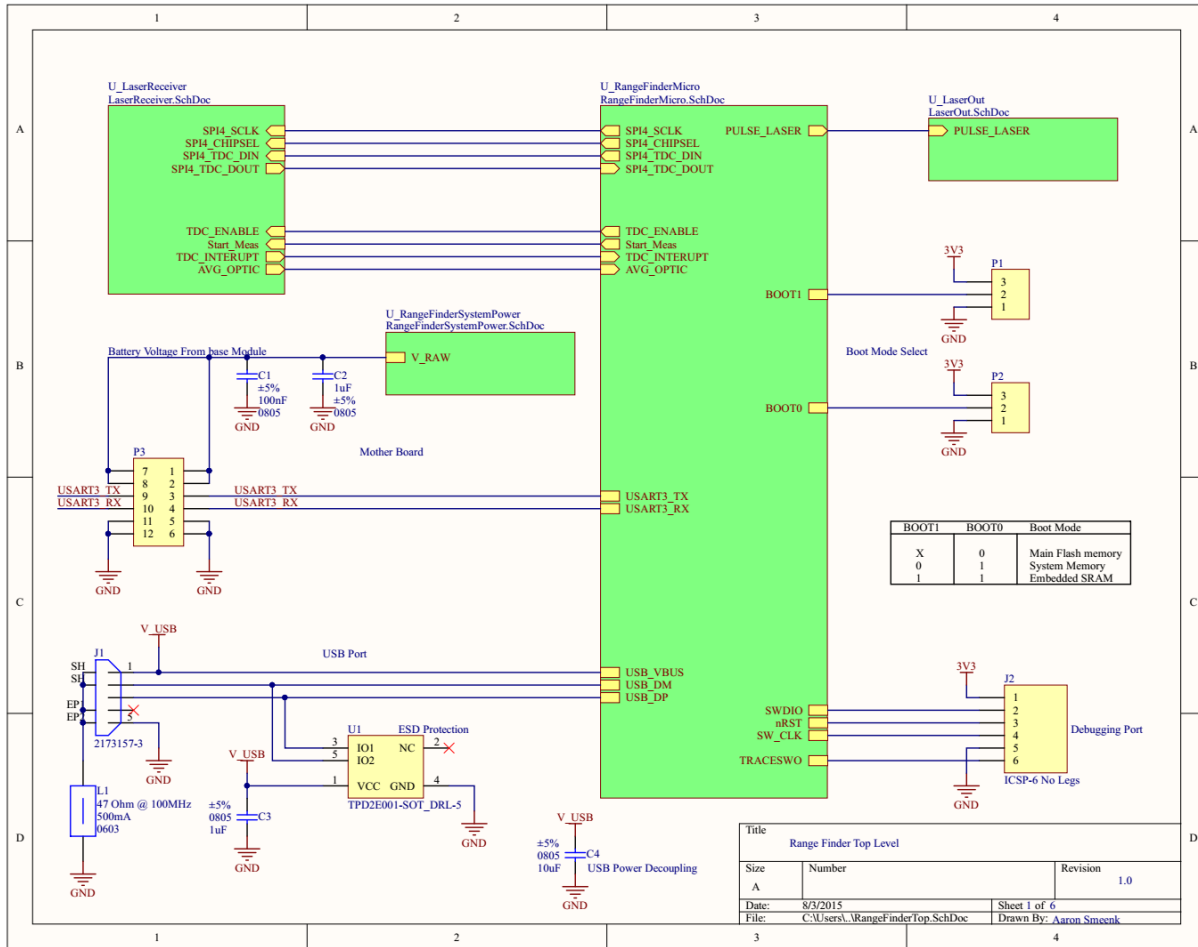 1 2 3 4
A A
U_LaserReceiver
LaserReceiver.SchDoc
SPI4_SCLK
SPI4_CHIPSEL
SPI4_TDC_DIN
SPI4_TDC_DOUT
TDC_ENABLE
Start_Meas
TDC_INTERUPT
AVG_OPTIC
U_RangeFinderMicro
RangeFinderMicro.SchDoc
SPI4_SCLK
SPI4_CHIPSEL
SPI4_TDC_DIN
SPI4_TDC_DOUT
TDC_ENABLE
Start_Meas
TDC_INTERUPT
AVG_OPTIC
PULSE_LASER
BOOT1
BOOT0
USART3_TX
USART3_RX
USB_VBUS
USB_DM
USB_DP
SWDIO
nRST
SW_CLK
TRACESWO
U_LaserOut
LaserOut.SchDoc
PULSE_LASER
3V3
P1
3
2
1
GND
Boot Mode Select
3V3
P2
3
2
1
GND
B B
U_RangeFinderSystemPower
RangeFinderSystemPower.SchDoc
V_RAW
Battery Voltage From base Module
C1
±5%
100nF
0805
GND
C2
1uF
±5%
0805
GND
Mother Board
P3
7 1
8 2
9 3
10 4
11 5
12 6
USART3_TX
USART3_RX
USART3_TX
USART3_RX
GND
GND
BOOT1 BOOT0 Boot Mode
X 0 Main Flash memory
0 1 System Memory
1 1 Embedded SRAM
C C
V_USB
USB Port
J1
SH
EP
1
5
2173157-3
GND
L1
47 Ohm @ 100MHz
500mA
0603
GND
V_USB
±5%
0805
1uF
C3
GND
U1
ESD Protection
3 IO1 NC 2
5 IO2
1 VCC GND 4
TPD2E001-SOT_DRL-5
GND
V_USB
±5%
0805
10uF
C4
USB Power Decoupling
GND
3V3
J2
1
2
3
4
5
6
Debugging Port
ICSP-6 No Legs
GND
D D
Title
Range Finder Top Level
Size Number Revision
A 1.0
Date: 8/3/2015 Sheet 1 of 6
File: C:\Users\..\RangeFinderTop.SchDoc Drawn By: Aaron Smeenk
1 2 3 4